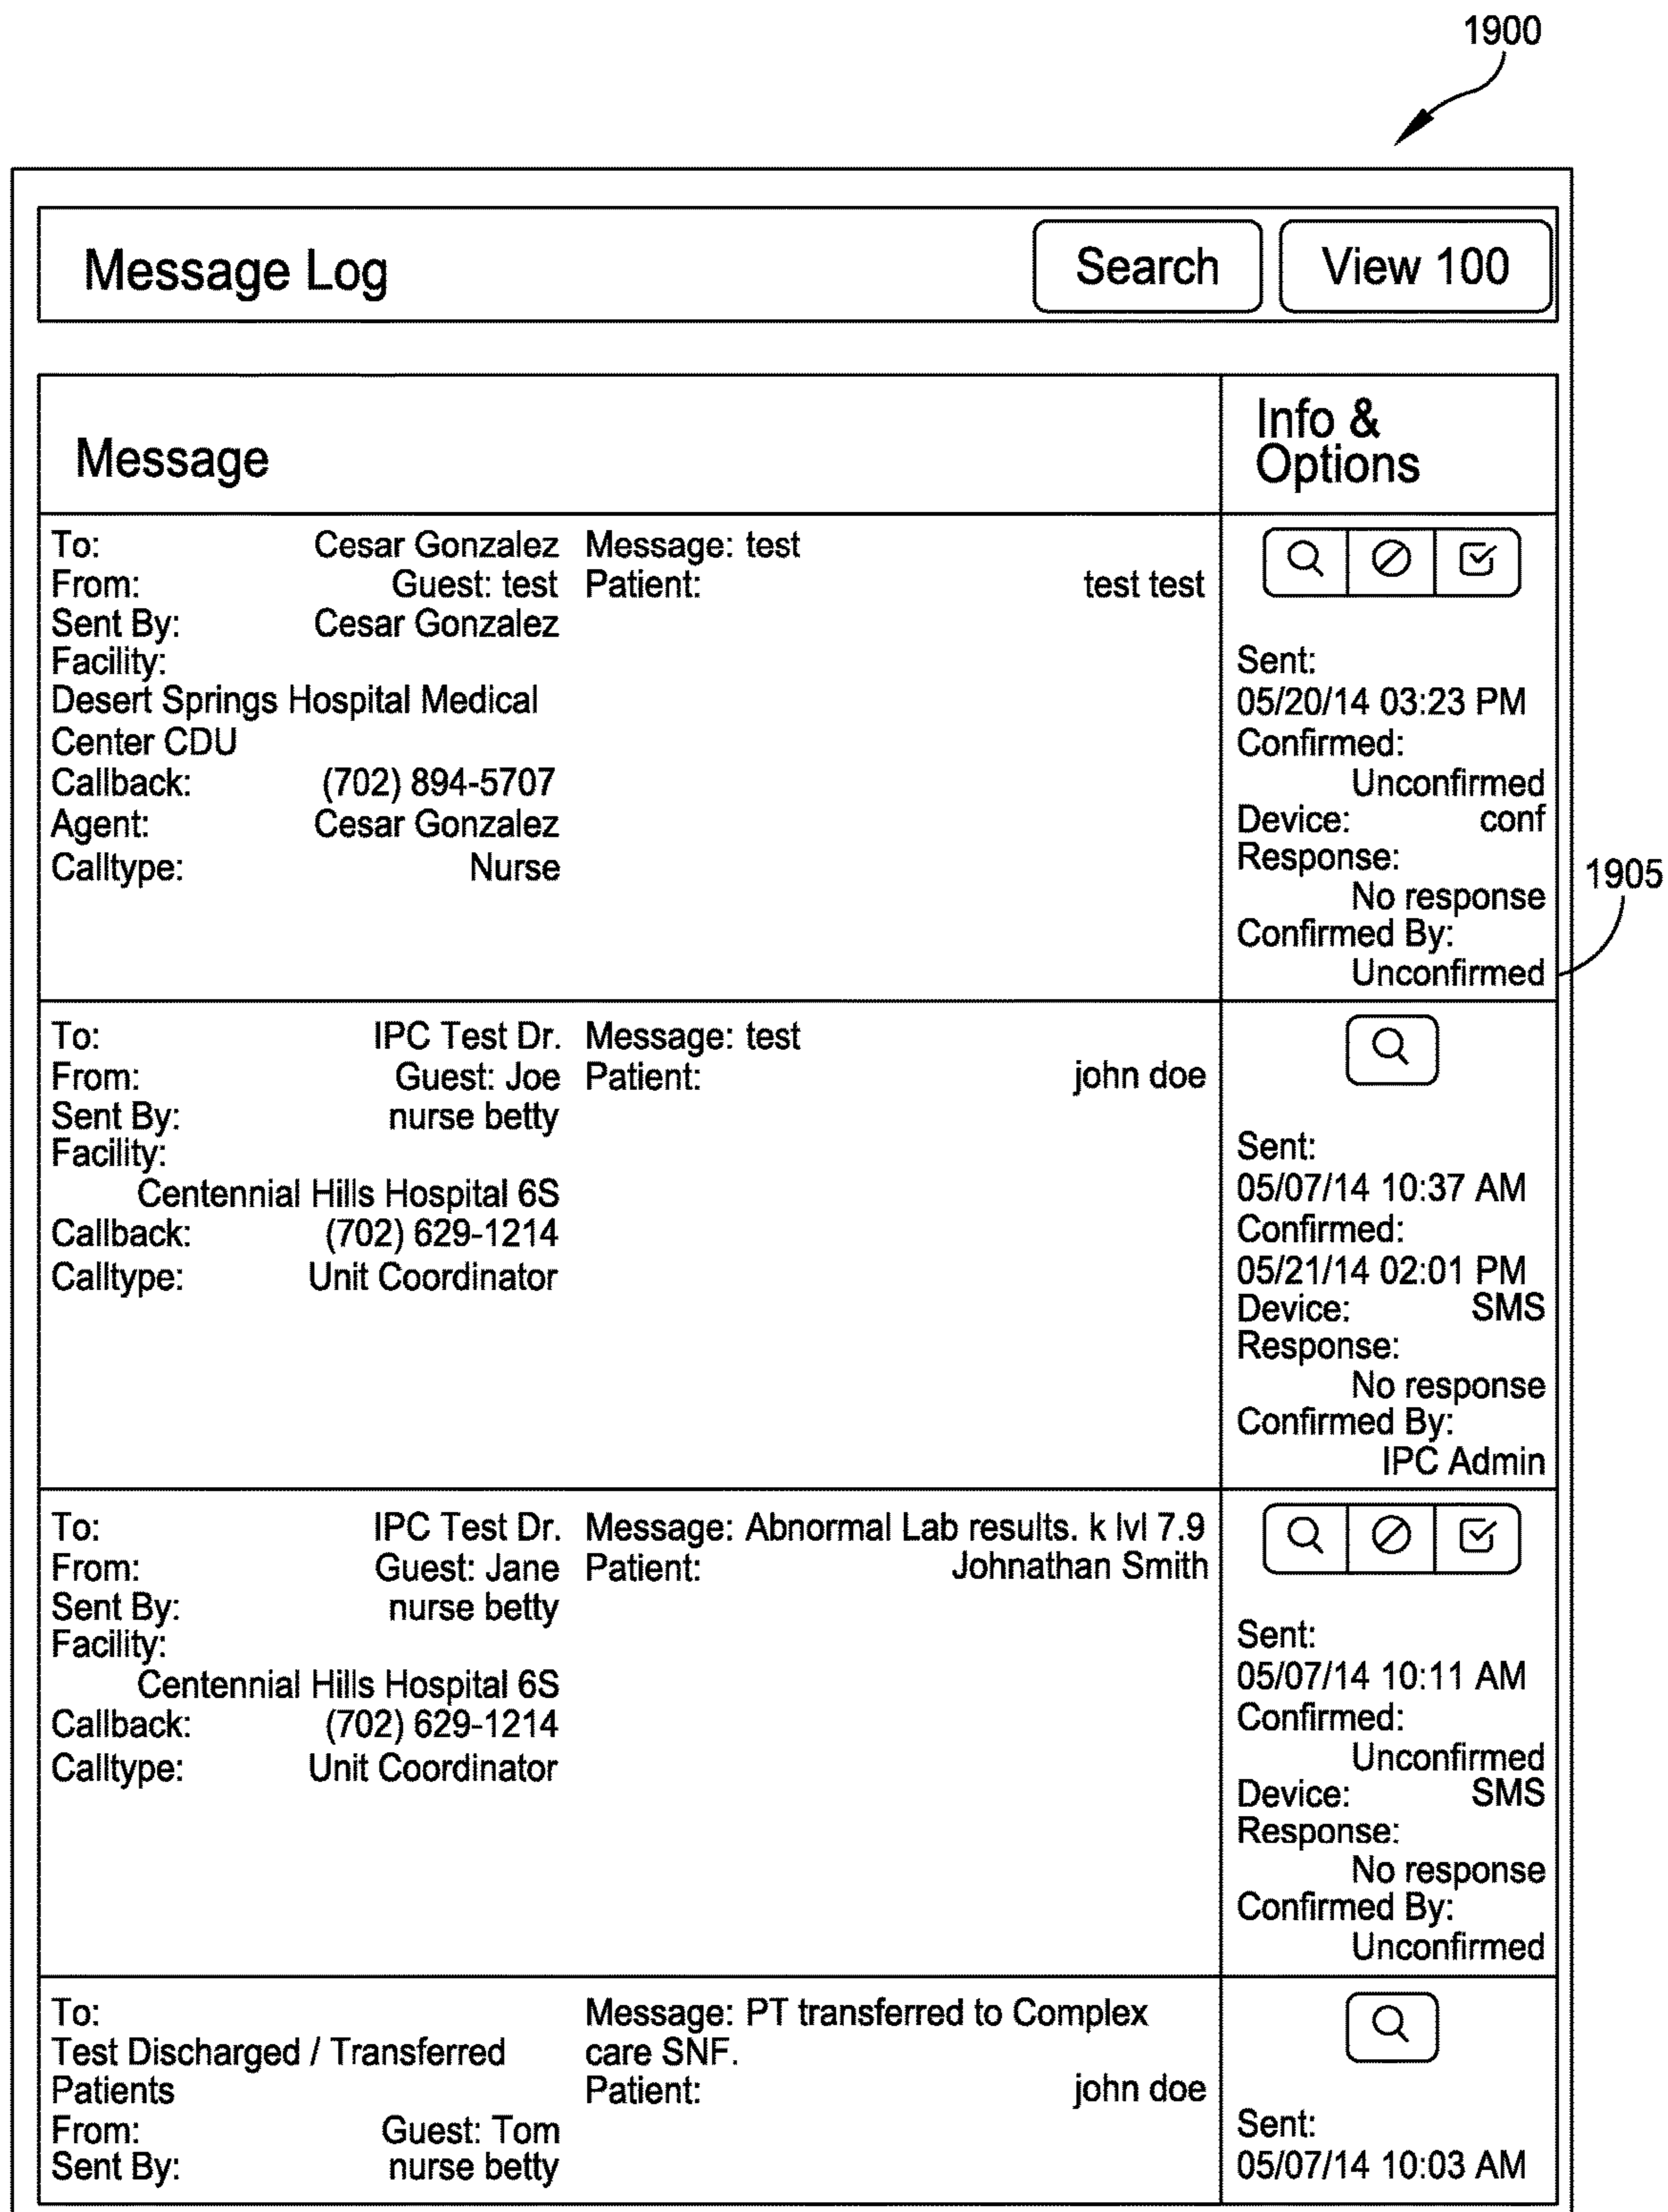 1900
Message Log Search View 100
Message Info &
Options
To: Cesar Gonzalez Message: test
From: Guest: test Patient: test test
Sent By: Cesar Gonzalez
Facility:
Desert Springs Hospital Medical
Center CDU
Callback: (702) 894-5707
Agent: Cesar Gonzalez
Calltype: Nurse
Sent:
05/20/14 03:23 PM
Confirmed:
Unconfirmed
Device: conf
Response:
No response
Confirmed By:
Unconfirmed
1905
To: IPC Test Dr. Message: test
From: Guest: Joe Patient: john doe
Sent By: nurse betty
Facility:
Centennial Hills Hospital 6S
Callback: (702) 629-1214
Calltype: Unit Coordinator
Sent:
05/07/14 10:37 AM
Confirmed:
05/21/14 02:01 PM
Device: SMS
Response:
No response
Confirmed By:
IPC Admin
To: IPC Test Dr. Message: Abnormal Lab results. k lvl 7.9
From: Guest: Jane Patient: Johnathan Smith
Sent By: nurse betty
Facility:
Centennial Hills Hospital 6S
Callback: (702) 629-1214
Calltype: Unit Coordinator
Sent:
05/07/14 10:11 AM
Confirmed:
Unconfirmed
Device: SMS
Response:
No response
Confirmed By:
Unconfirmed
To:
Test Discharged / Transferred
Patients
From: Guest: Tom
Sent By: nurse betty
Message: PT transferred to Complex
care SNF.
Patient: john doe
Sent:
05/07/14 10:03 AM